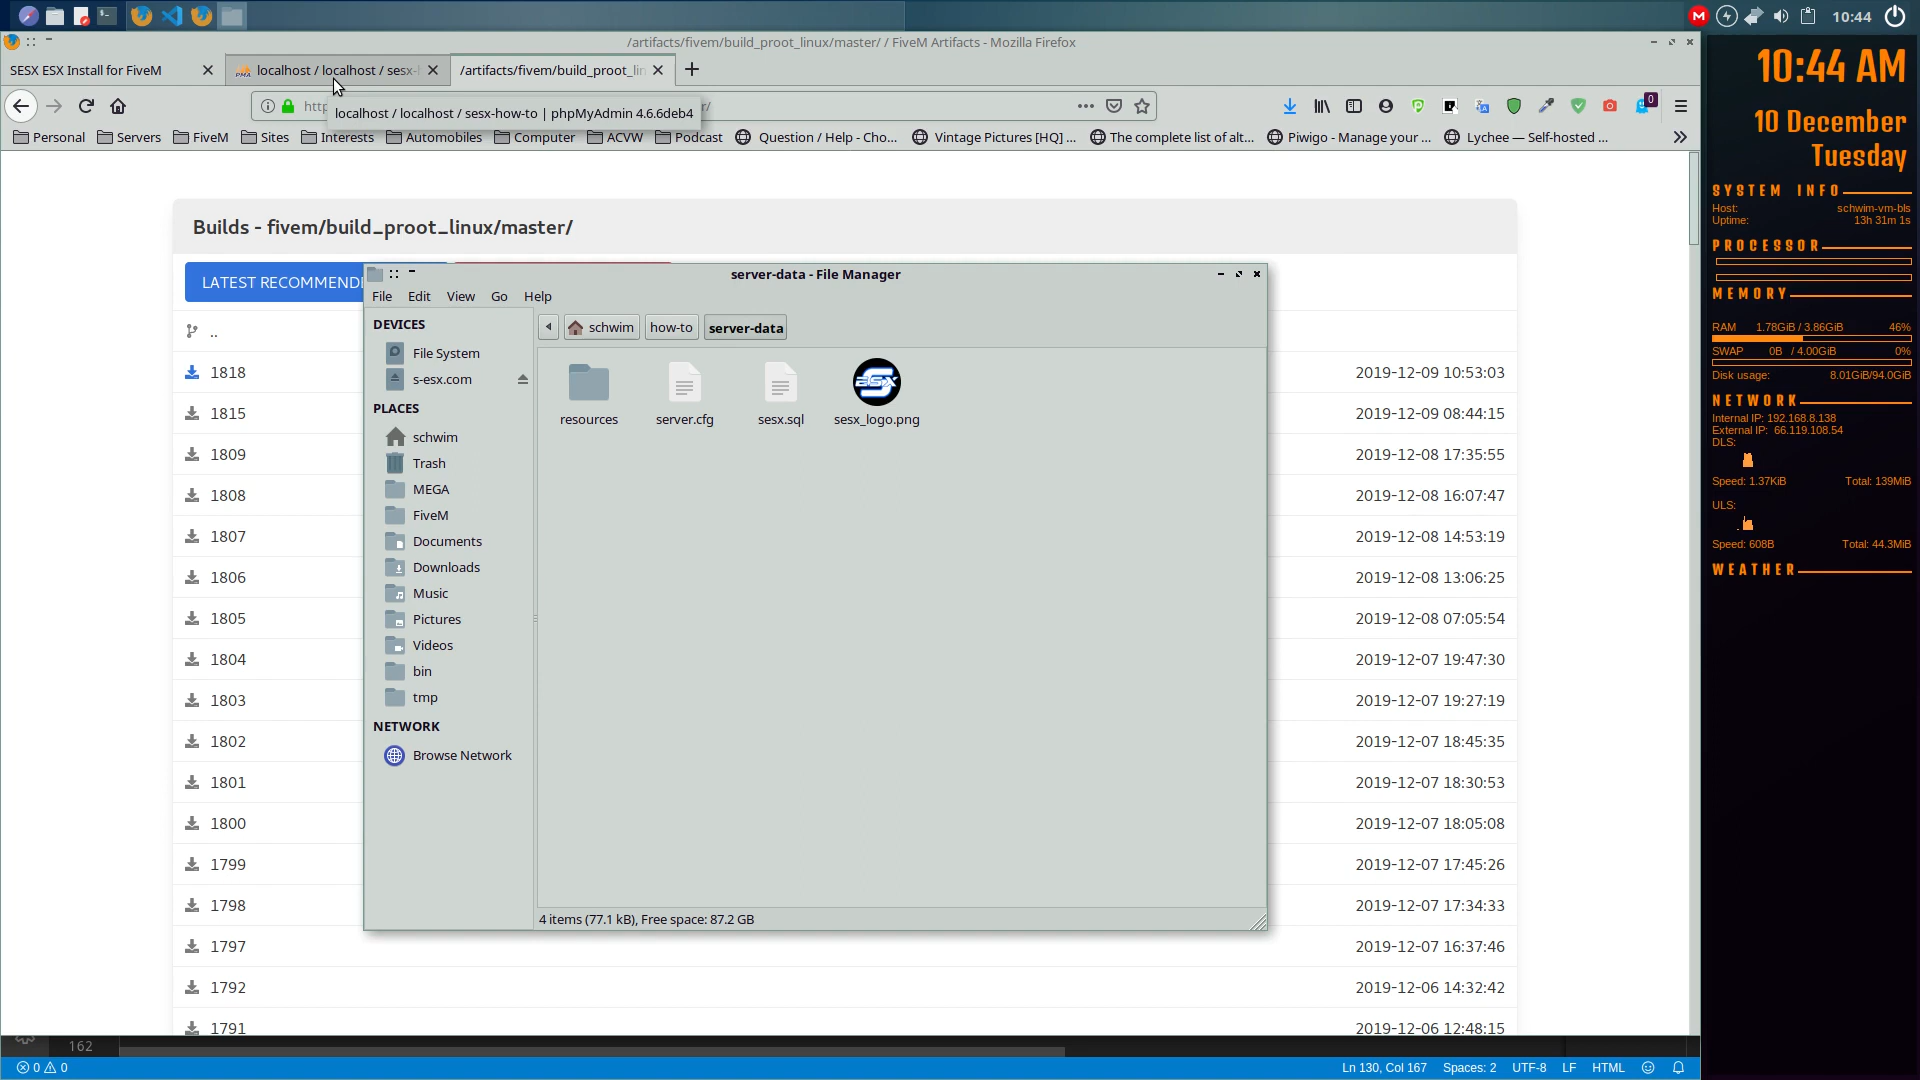 10:44
/artifacts/fivem/build_proot_linux/master/ / FiveM Artifacts - Mozilla Firefox
SESX ESX Install for FiveM
localhost / localhost / sesx-
/artifacts/fivem/build_proot_lin
localhost / localhost / sesx-how-to | phpMyAdmin 4.6.6deb4
0
Personal Servers FiveM Sites Interests Automobiles Computer ACVW Podcast Question / Help - Cho... Vintage Pictures [HQ] ... The complete list of alt... Piwigo - Manage your ... Lychee — Self-hosted ...
Builds - fivem/build_proot_linux/master/
LATEST RECOMMENDE
..
1818 2019-12-09 10:53:03
1815 2019-12-09 08:44:15
1809 2019-12-08 17:35:55
1808 2019-12-08 16:07:47
1807 2019-12-08 14:53:19
1806 2019-12-08 13:06:25
1805 2019-12-08 07:05:54
1804 2019-12-07 19:47:30
1803 2019-12-07 19:27:19
1802 2019-12-07 18:45:35
1801 2019-12-07 18:30:53
1800 2019-12-07 18:05:08
1799 2019-12-07 17:45:26
1798 2019-12-07 17:34:33
1797 2019-12-07 16:37:46
1792 2019-12-06 14:32:42
1791 2019-12-06 12:48:15
server-data - File Manager
File Edit View Go Help
schwim how-to server-data
DEVICES
File System
s-esx.com
PLACES
schwim
Trash
MEGA
FiveM
Documents
Downloads
Music
Pictures
Videos
bin
tmp
NETWORK
Browse Network
resources server.cfg sesx.sql sesx_logo.png
4 items (77.1 kB), Free space: 87.2 GB
162
0 0
Ln 130, Col 167 Spaces: 2 UTF-8 LF HTML
10:44 AM
10 December
Tuesday
SYSTEM INFO
Host: schwim-vm-bls
Uptime: 13h 31m 1s
PROCESSOR
MEMORY
RAM 1.78GiB / 3.86GiB 46%
SWAP 0B / 4.00GiB 0%
Disk usage: 8.01GiB/94.0GiB
NETWORK
Internal IP: 192.168.8.138
External IP: 66.119.108.54
DLS:
Speed: 1.37KiB Total: 139MiB
ULS:
Speed: 608B Total: 44.3MiB
WEATHER